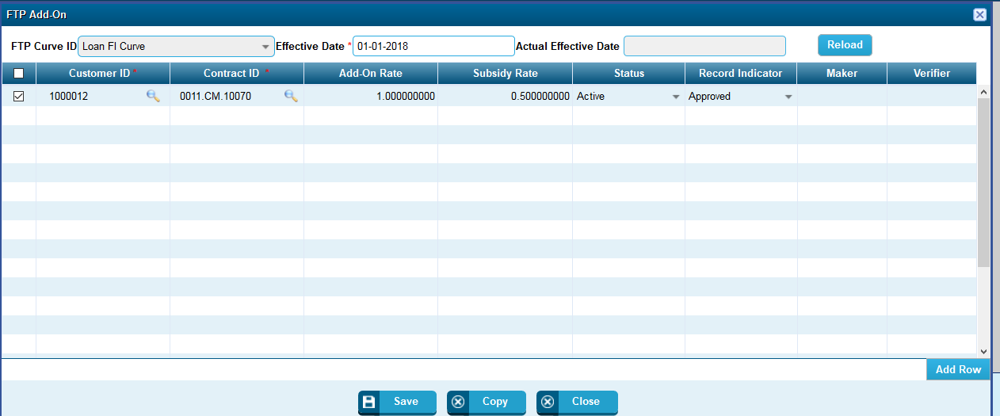 FTP Add-On
FTP Curve ID Loan FI Curve Effective Date * 01-01-2018 Actual Effective Date Reload
Customer ID * Contract ID * Add-On Rate Subsidy Rate Status Record Indicator Maker Verifier
1000012 0011.CM.10070 1.000000000 0.500000000 Active Approved
Add Row
Save Copy Close